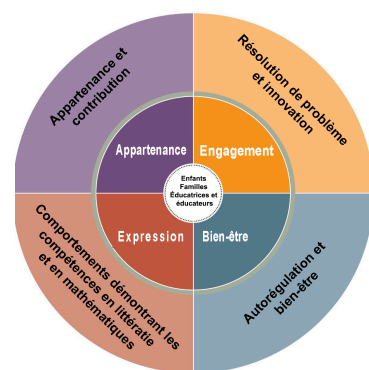 Appartenance et
contribution
Résolution de problème
et innovation
Appartenance
Engagement
Enfants
Familles
Éducatrices et
éducateurs
Expression
Bien-être
Comportements démontrant les
compétences en littératie
et en mathématiques
Autorégulation et
bien-être